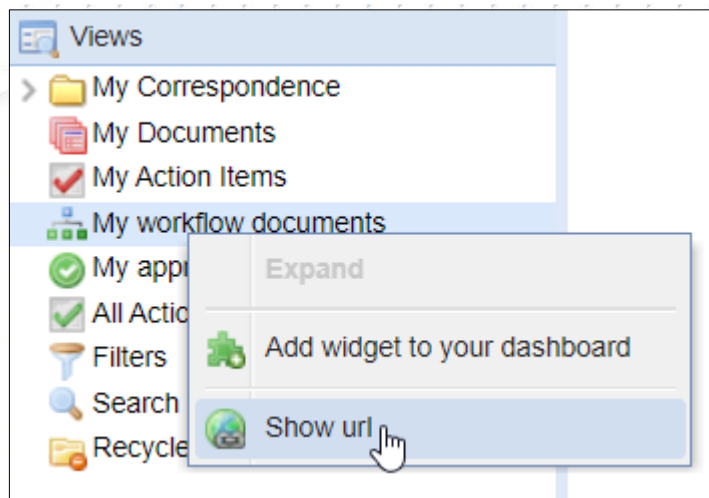 Views
My Correspondence
My Documents
My Action Items
My workflow documents
My appr
Expand
All Actio
Add widget to your dashboard
Filters
Search
Show url
Recycle